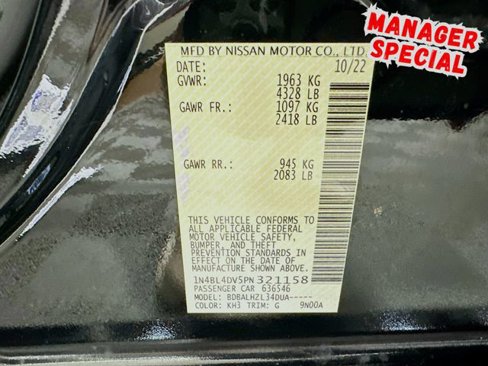 MANAGER
SPECIAL
MFD BY NISSAN MOTOR CO., LTD.
DATE: 10/22
GVWR: 1963 KG
4328 LB
GAWR FR.: 1097 KG
2418 LB
GAWR RR.: 945 KG
2083 LB
THIS VEHICLE CONFORMS TO
ALL APPLICABLE FEDERAL
MOTOR VEHICLE SAFETY,
BUMPER, AND THEFT
PREVENTION STANDARDS IN
EFFECT ON THE DATE OF
MANUFACTURE SHOWN ABOVE.
1N4BL4DV5PN321158
PASSENGER CAR 636546
MODEL: BDBALHZL34DUA-----
COLOR: KH3 TRIM: G 9N00A